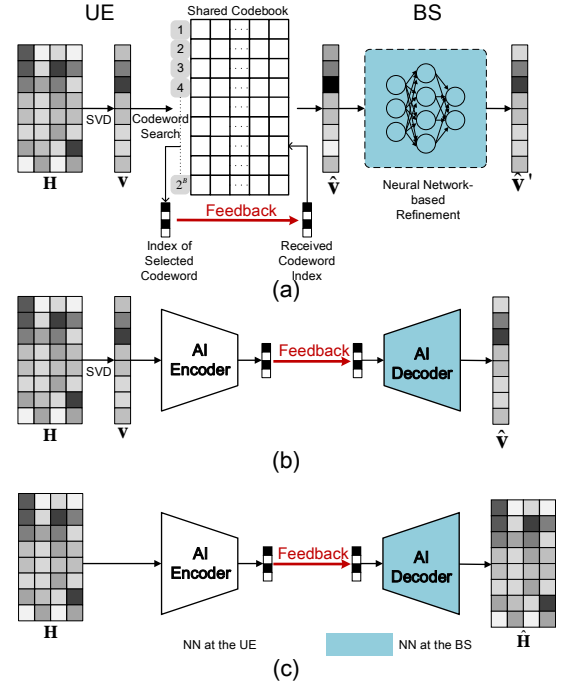 UE
Shared Codebook
BS
1
2
3
4
2^B
SVD
Codeword
Search
H
v
v̂
v̂'
Neural Network-
based
Refinement
Feedback
Index of
Selected
Codeword
Received
Codeword
Index
(a)
SVD
AI
Encoder
Feedback
AI
Decoder
H
v
v̂
(b)
AI
Encoder
Feedback
AI
Decoder
H
Ĥ
NN at the UE
NN at the BS
(c)